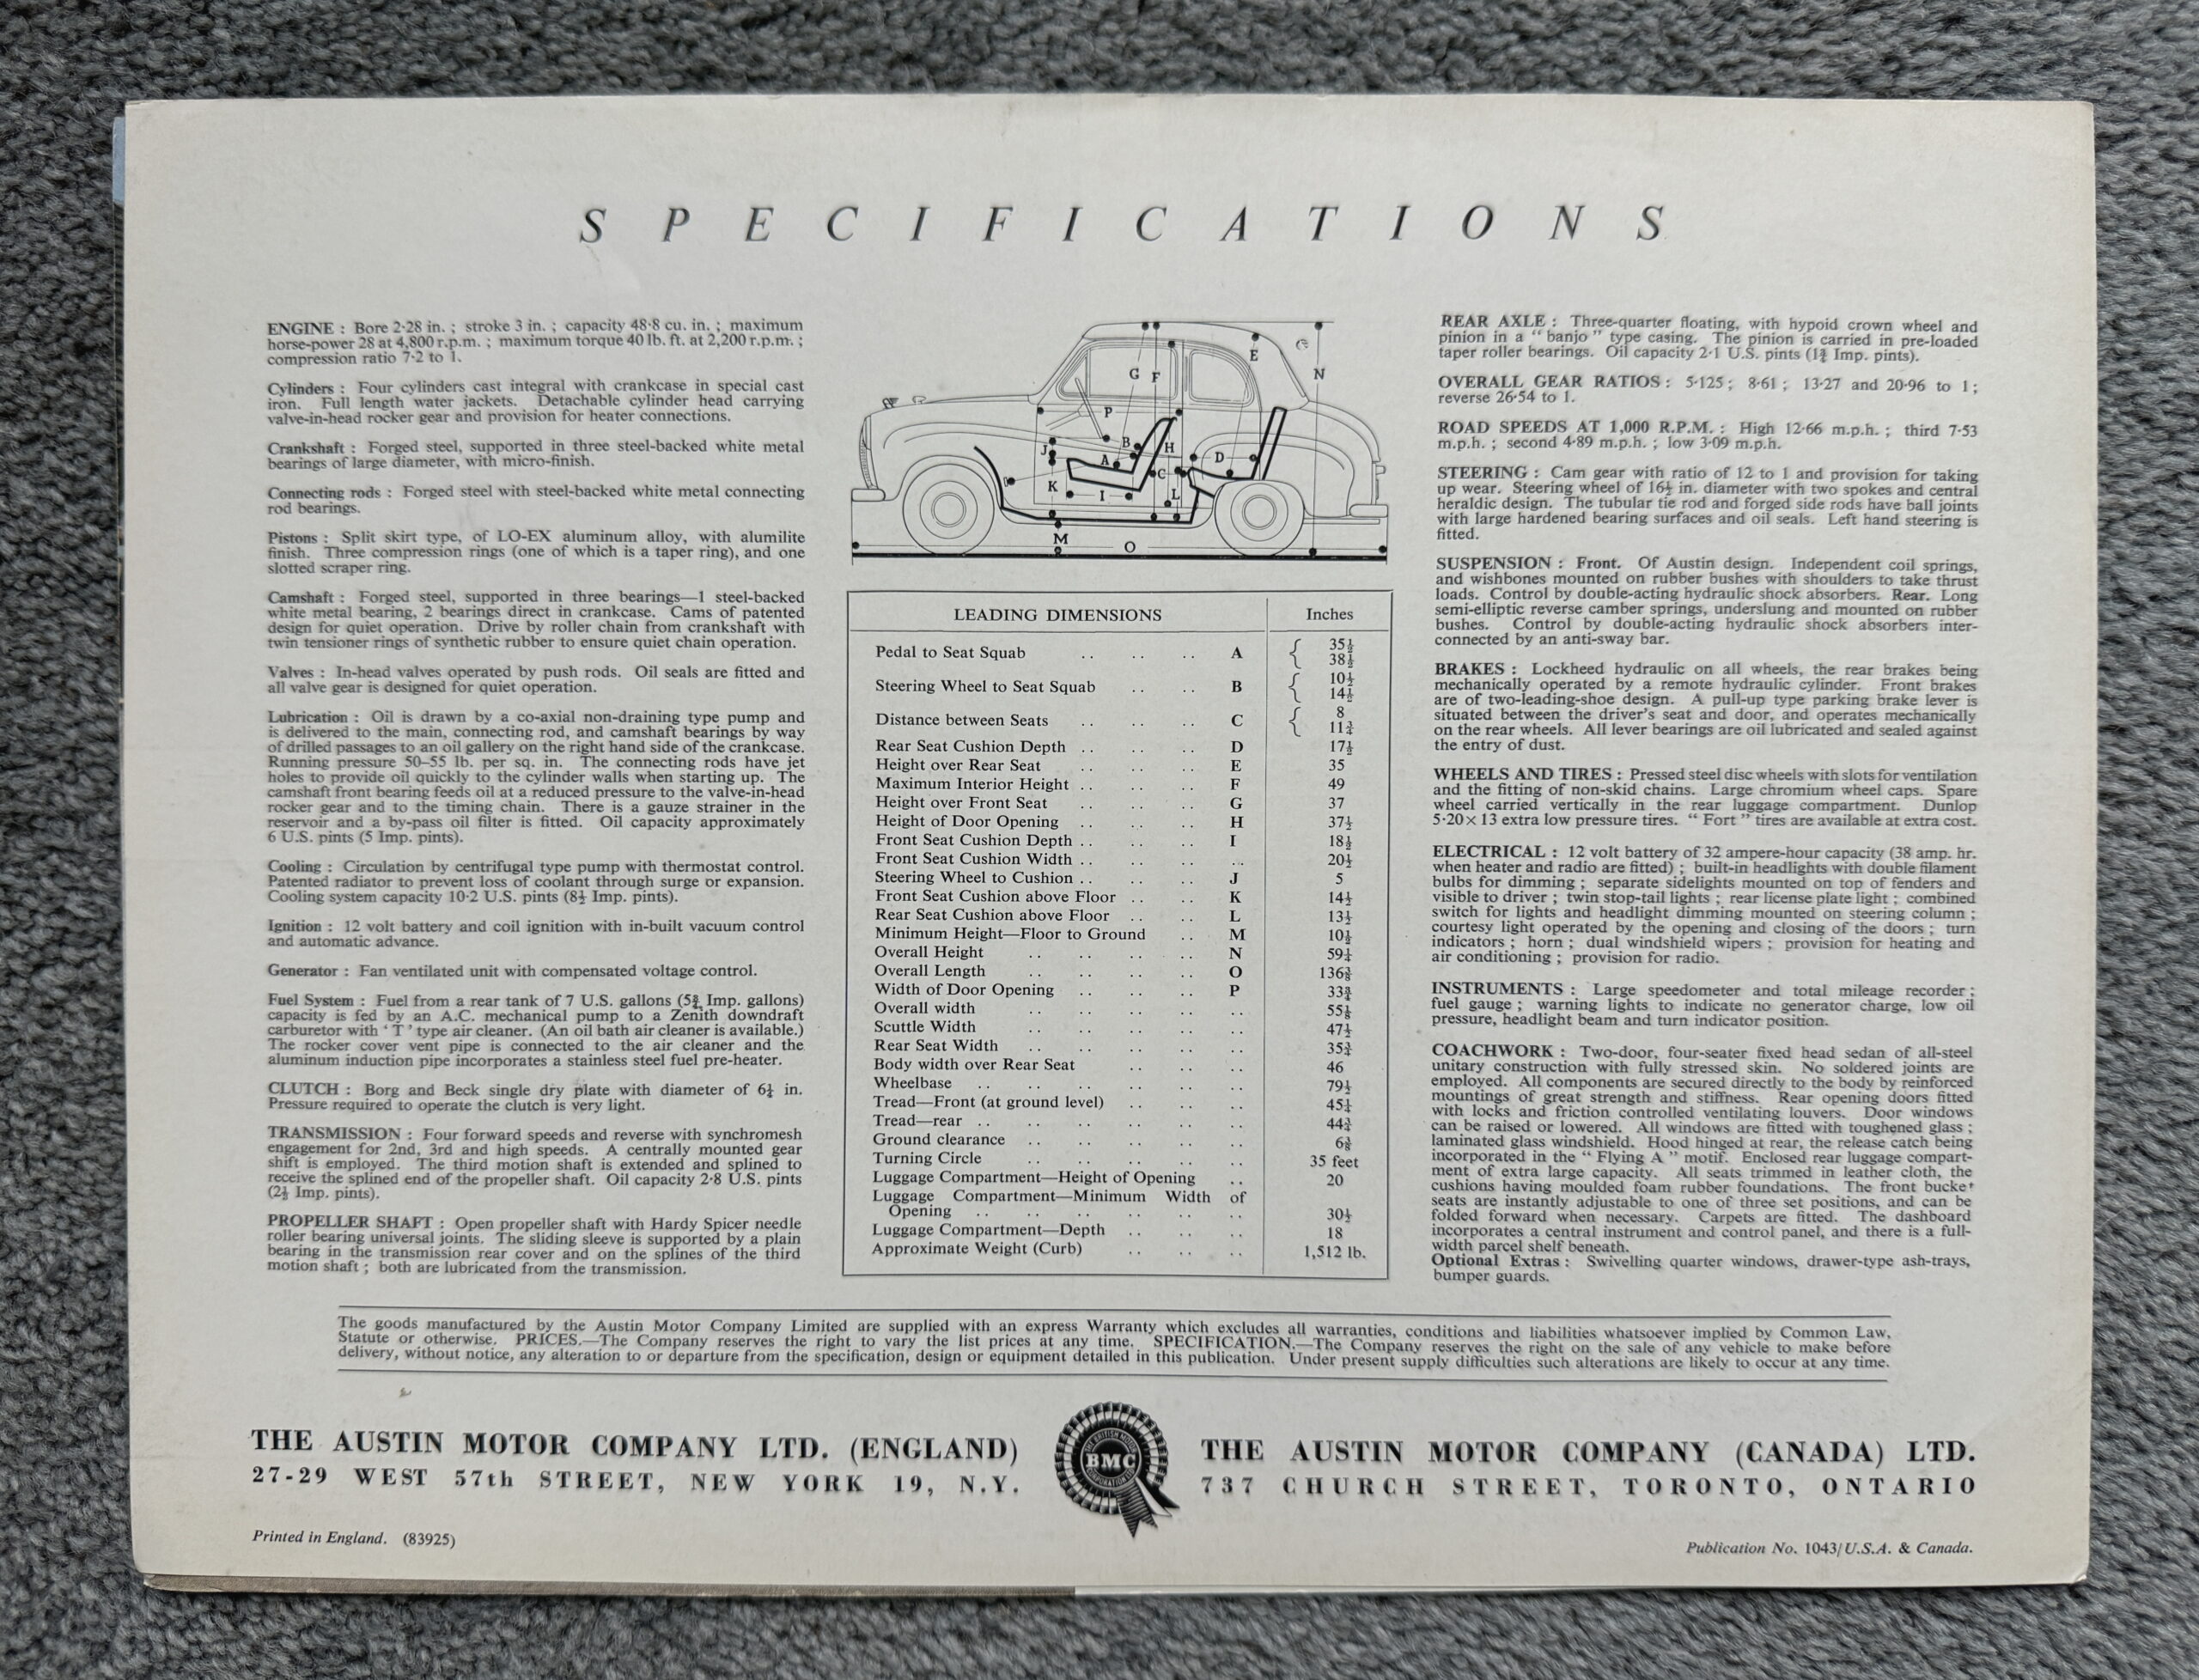 SPECIFICATIONS
ENGINE : Bore 2·28 in. ; stroke 3 in. ; capacity 48·8 cu. in. ; maximum
horse-power 28 at 4,800 r.p.m. ; maximum torque 40 lb. ft. at 2,200 r.p.m. ;
compression ratio 7·2 to 1.
Cylinders : Four cylinders cast integral with crankcase in special cast
iron. Full length water jackets. Detachable cylinder head carrying
valve-in-head rocker gear and provision for heater connections.
Crankshaft : Forged steel, supported in three steel-backed white metal
bearings of large diameter, with micro-finish.
Connecting rods : Forged steel with steel-backed white metal connecting
rod bearings.
Pistons : Split skirt type, of LO-EX aluminum alloy, with alumilite
finish. Three compression rings (one of which is a taper ring), and one
slotted scraper ring.
Camshaft : Forged steel, supported in three bearings—1 steel-backed
white metal bearing, 2 bearings direct in crankcase. Cams of patented
design for quiet operation. Drive by roller chain from crankshaft with
twin tensioner rings of synthetic rubber to ensure quiet chain operation.
Valves : In-head valves operated by push rods. Oil seals are fitted and
all valve gear is designed for quiet operation.
Lubrication : Oil is drawn by a co-axial non-draining type pump and
is delivered to the main, connecting rod, and camshaft bearings by way
of drilled passages to an oil gallery on the right hand side of the crankcase.
Running pressure 50–55 lb. per sq. in. The connecting rods have jet
holes to provide oil quickly to the cylinder walls when starting up. The
camshaft front bearing feeds oil at a reduced pressure to the valve-in-head
rocker gear and to the timing chain. There is a gauze strainer in the
reservoir and a by-pass oil filter is fitted. Oil capacity approximately
6 U.S. pints (5 Imp. pints).
Cooling : Circulation by centrifugal type pump with thermostat control.
Patented radiator to prevent loss of coolant through surge or expansion.
Cooling system capacity 10·2 U.S. pints (8½ Imp. pints).
Ignition : 12 volt battery and coil ignition with in-built vacuum control
and automatic advance.
Generator : Fan ventilated unit with compensated voltage control.
Fuel System : Fuel from a rear tank of 7 U.S. gallons (5¾ Imp. gallons)
capacity is fed by an A.C. mechanical pump to a Zenith downdraft
carburetor with ‘ T ’ type air cleaner. (An oil bath air cleaner is available.)
The rocker cover vent pipe is connected to the air cleaner and the
aluminum induction pipe incorporates a stainless steel fuel pre-heater.
CLUTCH : Borg and Beck single dry plate with diameter of 6¼ in.
Pressure required to operate the clutch is very light.
TRANSMISSION : Four forward speeds and reverse with synchromesh
engagement for 2nd, 3rd and high speeds. A centrally mounted gear
shift is employed. The third motion shaft is extended and splined to
receive the splined end of the propeller shaft. Oil capacity 2·8 U.S. pints
(2⅓ Imp. pints).
PROPELLER SHAFT : Open propeller shaft with Hardy Spicer needle
roller bearing universal joints. The sliding sleeve is supported by a plain
bearing in the transmission rear cover and on the splines of the third
motion shaft ; both are lubricated from the transmission.
E
G F
N
P
J
B
A
H
C
D
K
I
L
M
O
LEADING DIMENSIONS Inches
Pedal to Seat Squab .. .. .. A { 35½ 38½
Steering Wheel to Seat Squab .. .. B { 10½ 14½
Distance between Seats .. .. .. C { 8 11¾
Rear Seat Cushion Depth .. .. .. D 17½
Height over Rear Seat .. .. .. E 35
Maximum Interior Height .. .. .. F 49
Height over Front Seat .. .. .. G 37
Height of Door Opening .. .. .. H 37½
Front Seat Cushion Depth .. .. .. I 18½
Front Seat Cushion Width .. .. .. 20½
Steering Wheel to Cushion .. .. .. J 5
Front Seat Cushion above Floor .. .. K 14½
Rear Seat Cushion above Floor .. .. L 13½
Minimum Height—Floor to Ground .. M 10½
Overall Height .. .. .. .. N 59¼
Overall Length .. .. .. .. O 136⅜
Width of Door Opening .. .. .. P 33¾
Overall width .. .. .. .. .. 55⅛
Scuttle Width .. .. .. .. .. 47½
Rear Seat Width .. .. .. .. .. 35¾
Body width over Rear Seat .. .. .. 46
Wheelbase .. .. .. .. .. .. 79½
Tread—Front (at ground level) .. .. .. 45¼
Tread—rear .. .. .. .. .. .. 44¾
Ground clearance .. .. .. .. .. 6⅜
Turning Circle .. .. .. .. .. 35 feet
Luggage Compartment—Height of Opening .. 20
Luggage Compartment—Minimum Width of
Opening .. .. .. .. .. .. 30½
Luggage Compartment—Depth .. .. .. 18
Approximate Weight (Curb) .. .. .. 1,512 lb.
REAR AXLE : Three-quarter floating, with hypoid crown wheel and
pinion in a “ banjo ” type casing. The pinion is carried in pre-loaded
taper roller bearings. Oil capacity 2·1 U.S. pints (1¾ Imp. pints).
OVERALL GEAR RATIOS : 5·125 ; 8·61 ; 13·27 and 20·96 to 1 ;
reverse 26·54 to 1.
ROAD SPEEDS AT 1,000 R.P.M. : High 12·66 m.p.h. ; third 7·53
m.p.h. ; second 4·89 m.p.h. ; low 3·09 m.p.h.
STEERING : Cam gear with ratio of 12 to 1 and provision for taking
up wear. Steering wheel of 16½ in. diameter with two spokes and central
heraldic design. The tubular tie rod and forged side rods have ball joints
with large hardened bearing surfaces and oil seals. Left hand steering is
fitted.
SUSPENSION : Front. Of Austin design. Independent coil springs,
and wishbones mounted on rubber bushes with shoulders to take thrust
loads. Control by double-acting hydraulic shock absorbers. Rear. Long
semi-elliptic reverse camber springs, underslung and mounted on rubber
bushes. Control by double-acting hydraulic shock absorbers inter-
connected by an anti-sway bar.
BRAKES : Lockheed hydraulic on all wheels, the rear brakes being
mechanically operated by a remote hydraulic cylinder. Front brakes
are of two-leading-shoe design. A pull-up type parking brake lever is
situated between the driver's seat and door, and operates mechanically
on the rear wheels. All lever bearings are oil lubricated and sealed against
the entry of dust.
WHEELS AND TIRES : Pressed steel disc wheels with slots for ventilation
and the fitting of non-skid chains. Large chromium wheel caps. Spare
wheel carried vertically in the rear luggage compartment. Dunlop
5·20 × 13 extra low pressure tires. “ Fort ” tires are available at extra cost.
ELECTRICAL : 12 volt battery of 32 ampere-hour capacity (38 amp. hr.
when heater and radio are fitted) ; built-in headlights with double filament
bulbs for dimming ; separate sidelights mounted on top of fenders and
visible to driver ; twin stop-tail lights ; rear license plate light ; combined
switch for lights and headlight dimming mounted on steering column ;
courtesy light operated by the opening and closing of the doors ; turn
indicators ; horn ; dual windshield wipers ; provision for heating and
air conditioning ; provision for radio.
INSTRUMENTS : Large speedometer and total mileage recorder ;
fuel gauge ; warning lights to indicate no generator charge, low oil
pressure, headlight beam and turn indicator position.
COACHWORK : Two-door, four-seater fixed head sedan of all-steel
unitary construction with fully stressed skin. No soldered joints are
employed. All components are secured directly to the body by reinforced
mountings of great strength and stiffness. Rear opening doors fitted
with locks and friction controlled ventilating louvers. Door windows
can be raised or lowered. All windows are fitted with toughened glass ;
laminated glass windshield. Hood hinged at rear, the release catch being
incorporated in the “ Flying A ” motif. Enclosed rear luggage compart-
ment of extra large capacity. All seats trimmed in leather cloth, the
cushions having moulded foam rubber foundations. The front bucket
seats are instantly adjustable to one of three set positions, and can be
folded forward when necessary. Carpets are fitted. The dashboard
incorporates a central instrument and control panel, and there is a full-
width parcel shelf beneath.
Optional Extras : Swivelling quarter windows, drawer-type ash-trays,
bumper guards.
The goods manufactured by the Austin Motor Company Limited are supplied with an express Warranty which excludes all warranties, conditions and liabilities whatsoever implied by Common Law,
Statute or otherwise. PRICES.—The Company reserves the right to vary the list prices at any time. SPECIFICATION.—The Company reserves the right on the sale of any vehicle to make before
delivery, without notice, any alteration to or departure from the specification, design or equipment detailed in this publication. Under present supply difficulties such alterations are likely to occur at any time.
THE AUSTIN MOTOR COMPANY LTD. (ENGLAND)
27-29 WEST 57th STREET, NEW YORK 19, N.Y.
BMC
THE AUSTIN MOTOR COMPANY (CANADA) LTD.
737 CHURCH STREET, TORONTO, ONTARIO
Printed in England. (83925)
Publication No. 1043/U.S.A. & Canada.